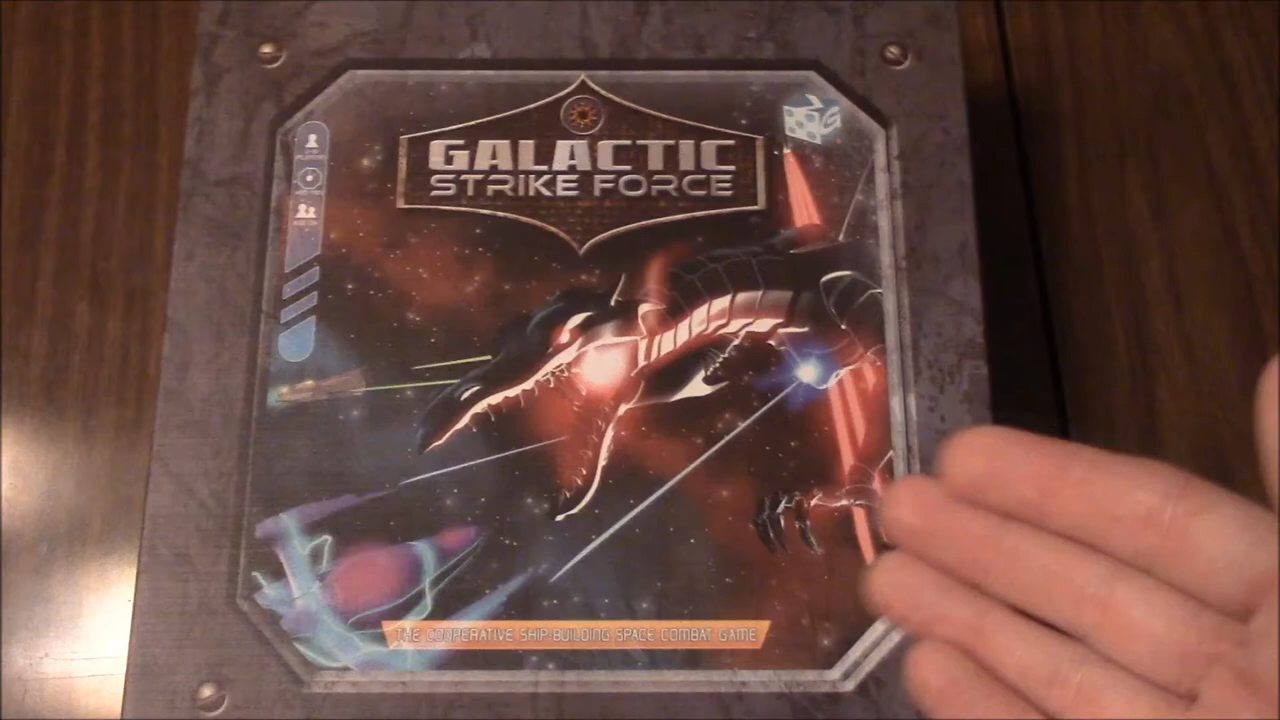 GALACTIC
STRIKE FORCE
THE COOPERATIVE SHIP-BUILDING SPACE COMBAT GAME